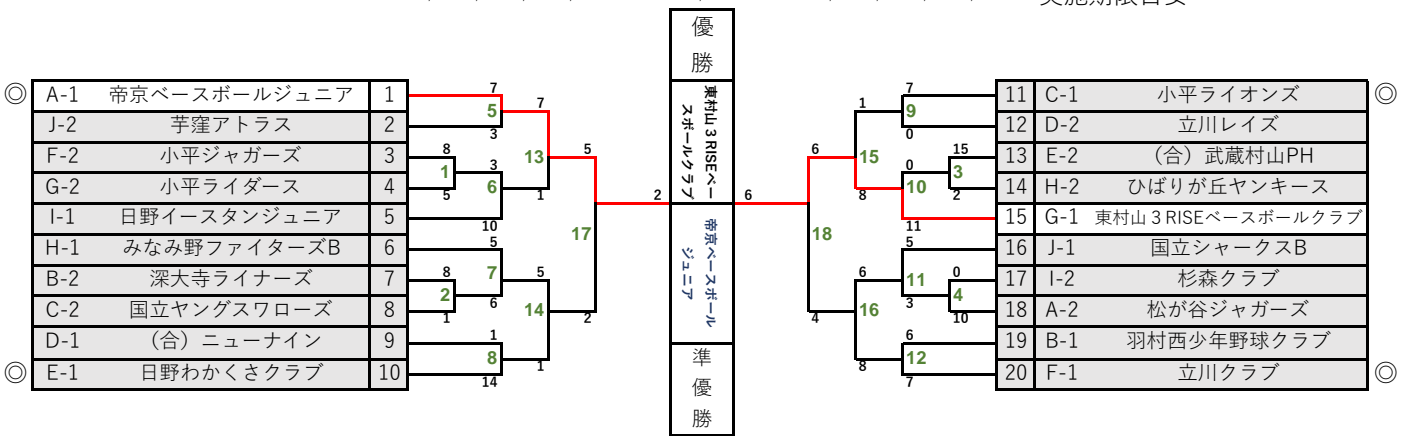 優
勝
東村山３RISEベースボールクラブ
帝京ベースボールジュニア
準
優
勝
◎ A-1 帝京ベースボールジュニア 1
J-2 芋窪アトラス 2
F-2 小平ジャガーズ 3
G-2 小平ライダース 4
I-1 日野イースタンジュニア 5
H-1 みなみ野ファイターズB 6
B-2 深大寺ライナーズ 7
C-2 国立ヤングスワローズ 8
D-1 （合）ニューナイン 9
◎ E-1 日野わかくさクラブ 10
7
5
3
8
1
5
3
6
10
7
13
1
5
7
6
8
2
1
5
14
1
1
8
14
5
17
2
2
6
11 C-1 小平ライオンズ ◎
12 D-2 立川レイズ
13 E-2 （合）武蔵村山PH
14 H-2 ひばりが丘ヤンキース
15 G-1 東村山３RISEベースボールクラブ
16 J-1 国立シャークスB
17 I-2 杉森クラブ
18 A-2 松が谷ジャガーズ
19 B-1 羽村西少年野球クラブ
20 F-1 立川クラブ ◎
7
9
0
15
3
2
0
10
11
1
15
8
5
11
3
0
4
10
6
16
8
6
12
7
6
18
4